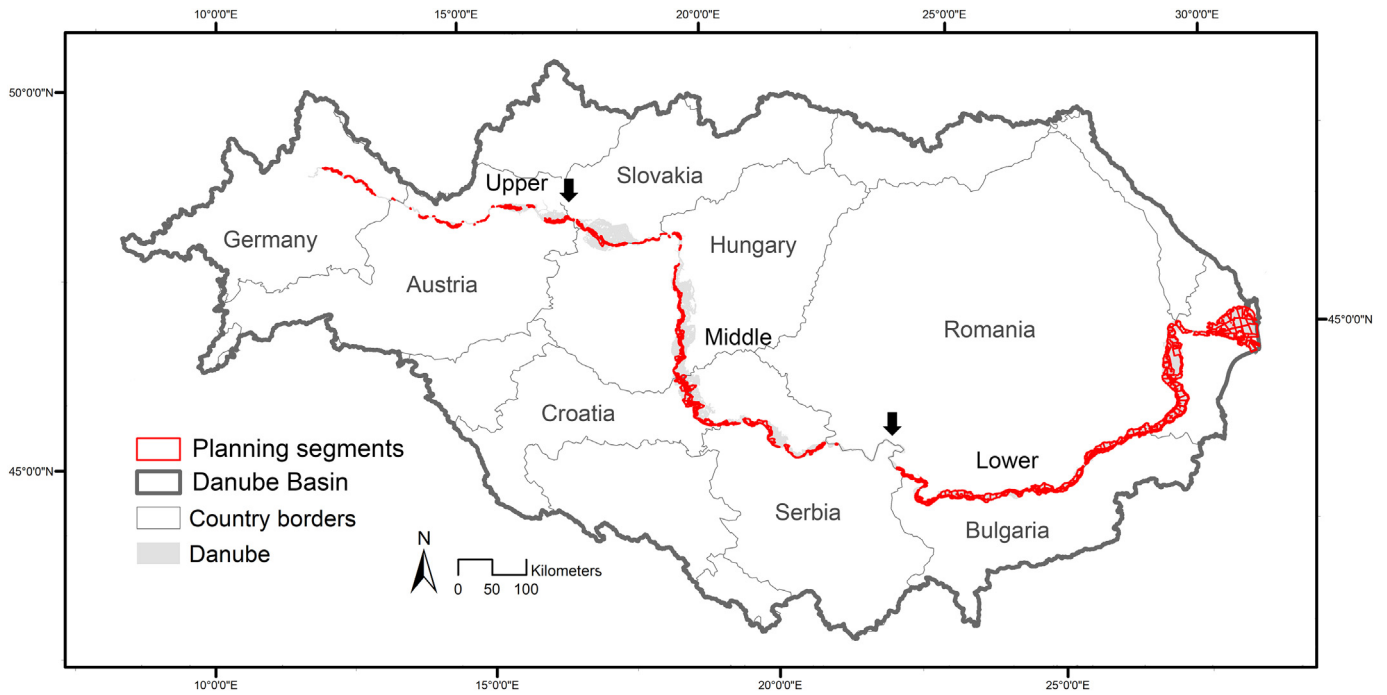 10°0'0"E 15°0'0"E 20°0'0"E 25°0'0"E 30°0'0"E
50°0'0"N
Slovakia
Upper
Germany
Hungary
Austria
45°0'0"N
Romania
Middle
Croatia
Planning segments
Lower
45°0'0"N
Danube Basin
Serbia
Country borders
Bulgaria
N
Danube
Kilometers
0 50 100
10°0'0"E 15°0'0"E 20°0'0"E 25°0'0"E